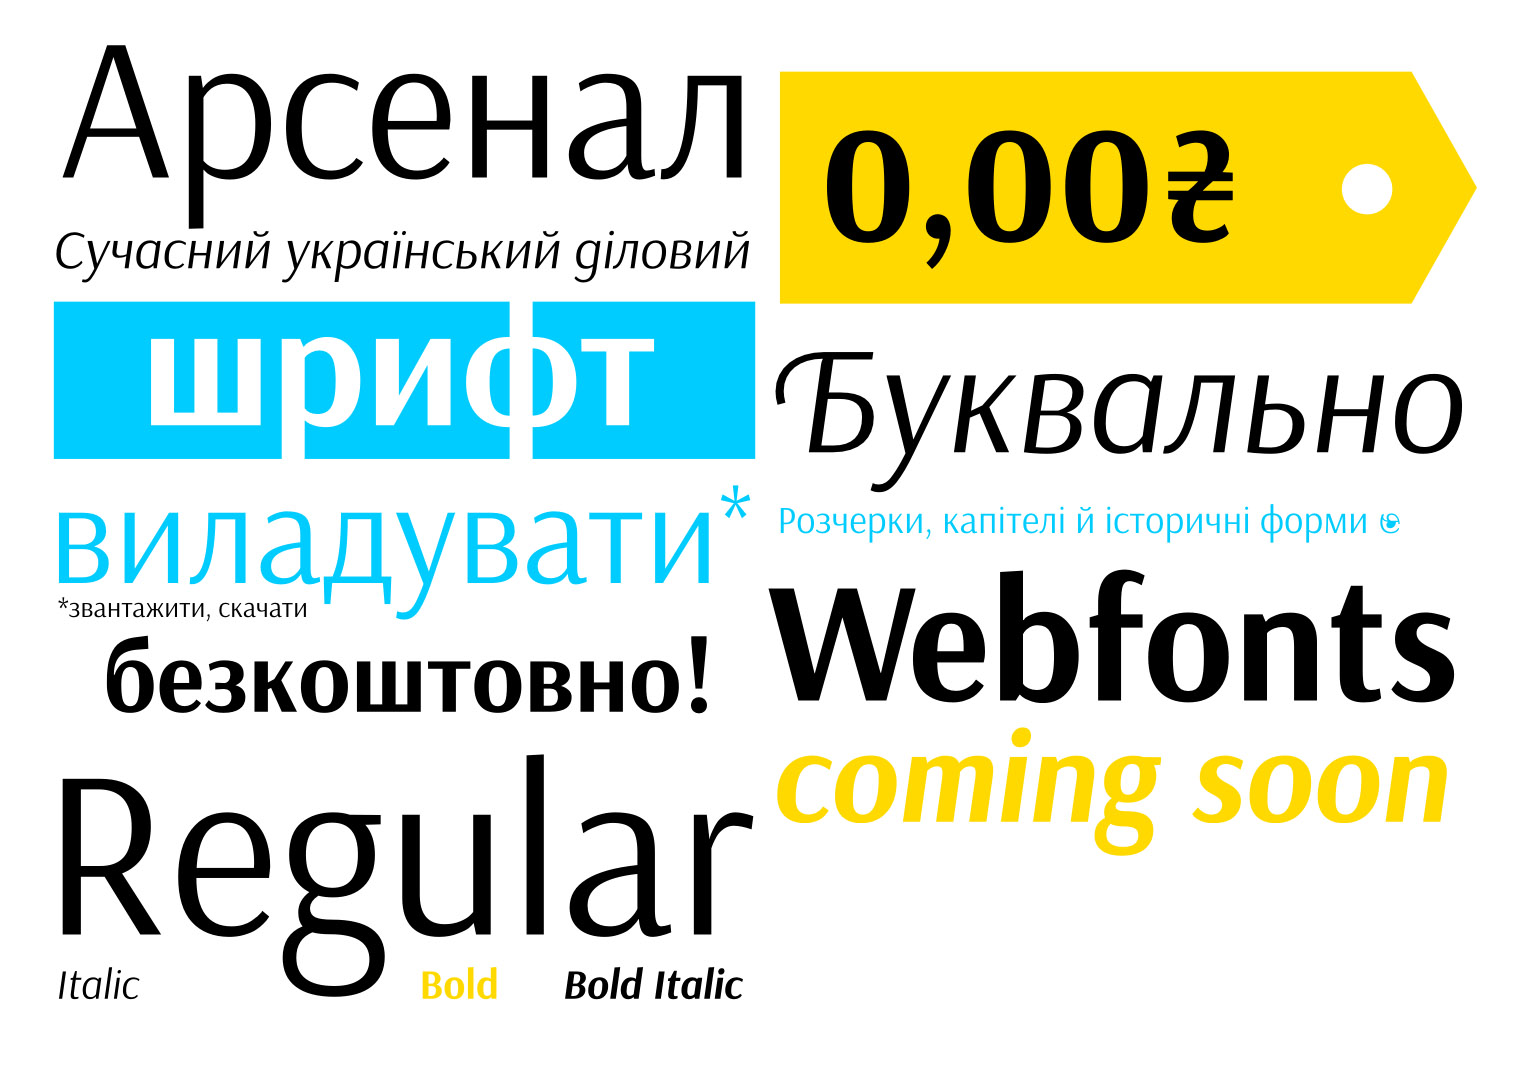 Арсенал
Сучасний український діловий
шрифт
виладувати*
*звантажити, скачати
безкоштовно!
Regular
Italic Bold Bold Italic
0,00₴
Буквально
Розчерки, капітелі й історичні форми
Webfonts
coming soon